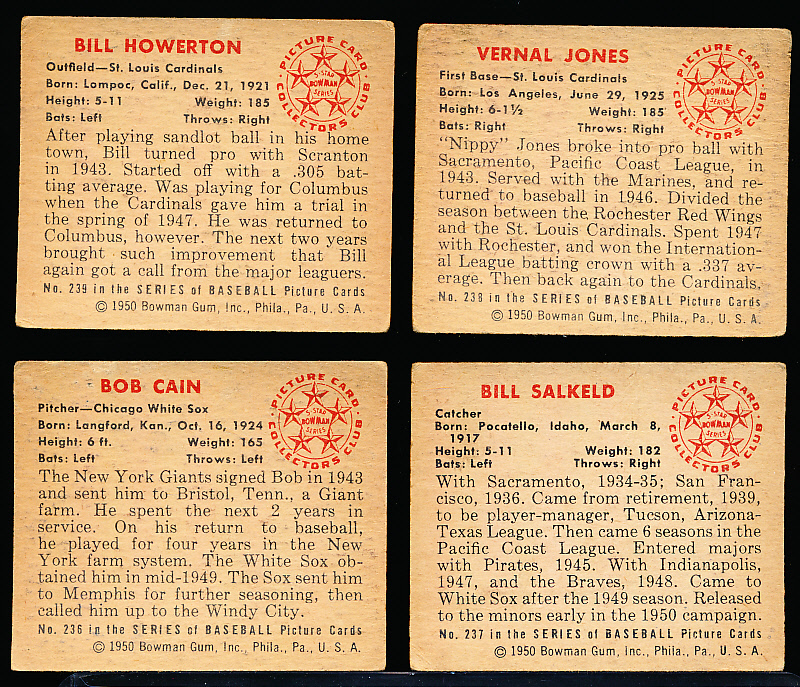 BILL HOWERTON
Outfield—St. Louis Cardinals
Born: Lompoc, Calif., Dec. 21, 1921
Height: 5-11 Weight: 185
Bats: Left Throws: Right
PICTURE CARD
COLLECTORS CLUB
5-STAR
BOWMAN
SERIES
After playing sandlot ball in his home
town, Bill turned pro with Scranton
in 1943. Started off with a .305 bat-
ting average. Was playing for Columbus
when the Cardinals gave him a trial in
the spring of 1947. He was returned to
Columbus, however. The next two years
brought such improvement that Bill
again got a call from the major leaguers.
No. 239 in the SERIES of BASEBALL Picture Cards
© 1950 Bowman Gum, Inc., Phila., Pa., U. S. A.
VERNAL JONES
First Base—St. Louis Cardinals
Born: Los Angeles, June 29, 1925
Height: 6-1½ Weight: 185
Bats: Right Throws: Right
PICTURE CARD
COLLECTORS CLUB
5-STAR
BOWMAN
SERIES
"Nippy" Jones broke into pro ball with
Sacramento, Pacific Coast League, in
1943. Served with the Marines, and re-
turned to baseball in 1946. Divided the
season between the Rochester Red Wings
and the St. Louis Cardinals. Spent 1947
with Rochester, and won the Internation-
al League batting crown with a .337 av-
erage. Then back again to the Cardinals.
No. 238 in the SERIES of BASEBALL Picture Cards
© 1950 Bowman Gum, Inc., Phila., Pa., U. S. A.
BOB CAIN
Pitcher—Chicago White Sox
Born: Langford, Kan., Oct. 16, 1924
Height: 6 ft. Weight: 165
Bats: Left Throws: Left
PICTURE CARD
COLLECTORS CLUB
5-STAR
BOWMAN
SERIES
The New York Giants signed Bob in 1943
and sent him to Bristol, Tenn., a Giant
farm. He spent the next 2 years in
service. On his return to baseball,
he played for four years in the New
York farm system. The White Sox ob-
tained him in mid-1949. The Sox sent him
to Memphis for further seasoning, then
called him up to the Windy City.
No. 236 in the SERIES of BASEBALL Picture Cards
© 1950 Bowman Gum, Inc., Phila., Pa., U. S. A.
BILL SALKELD
Catcher
Born: Pocatello, Idaho, March 8,
1917
Height: 5-11 Weight: 182
Bats: Left Throws: Right
PICTURE CARD
COLLECTORS CLUB
5-STAR
BOWMAN
SERIES
With Sacramento, 1934-35; San Fran-
cisco, 1936. Came from retirement, 1939,
to be player-manager, Tucson, Arizona-
Texas League. Then came 6 seasons in the
Pacific Coast League. Entered majors
with Pirates, 1945. With Indianapolis,
1947, and the Braves, 1948. Came to
White Sox after the 1949 season. Released
to the minors early in the 1950 campaign.
No. 237 in the SERIES of BASEBALL Picture Cards
© 1950 Bowman Gum, Inc., Phila., Pa., U. S. A.